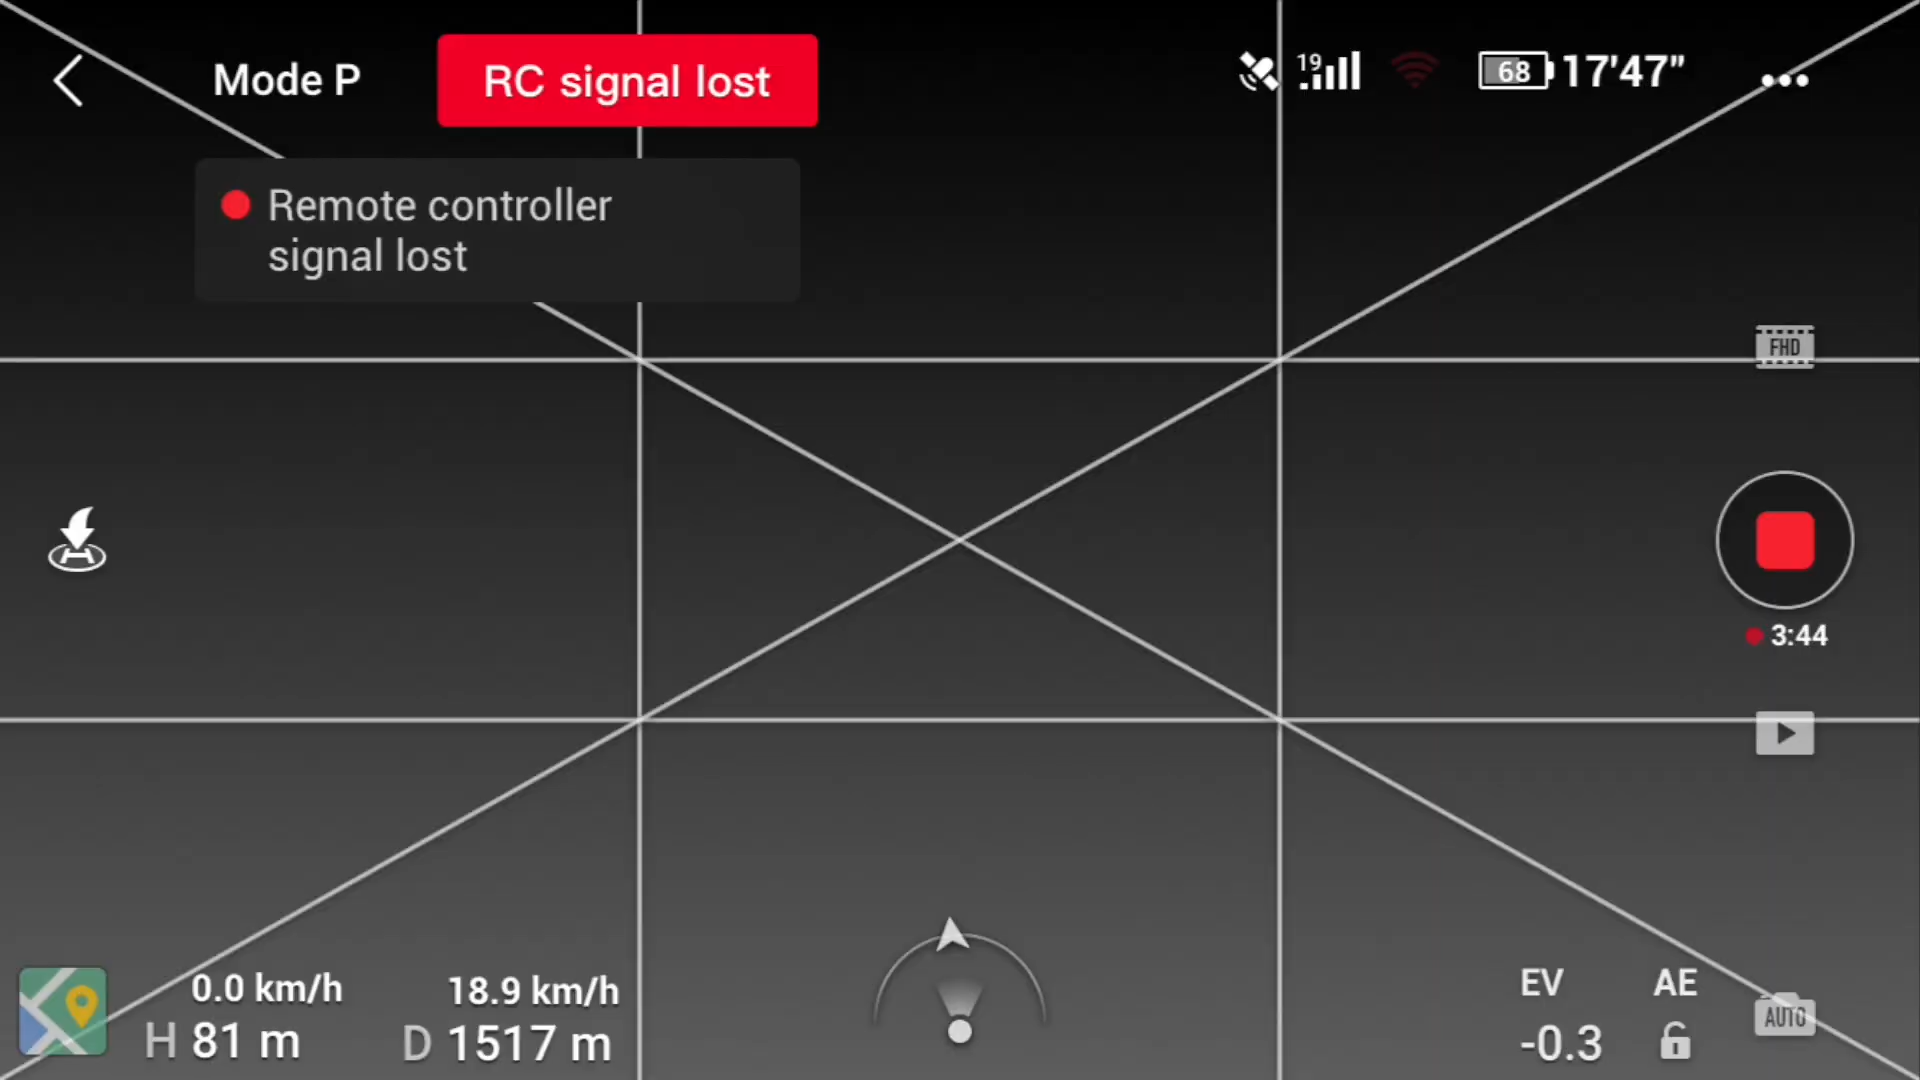 Mode P
RC signal lost
19
68
17'47"
Remote controller
signal lost
FHD
3:44
0.0 km/h
18.9 km/h
H 81 m
D 1517 m
EV
AE
-0.3
AUTO